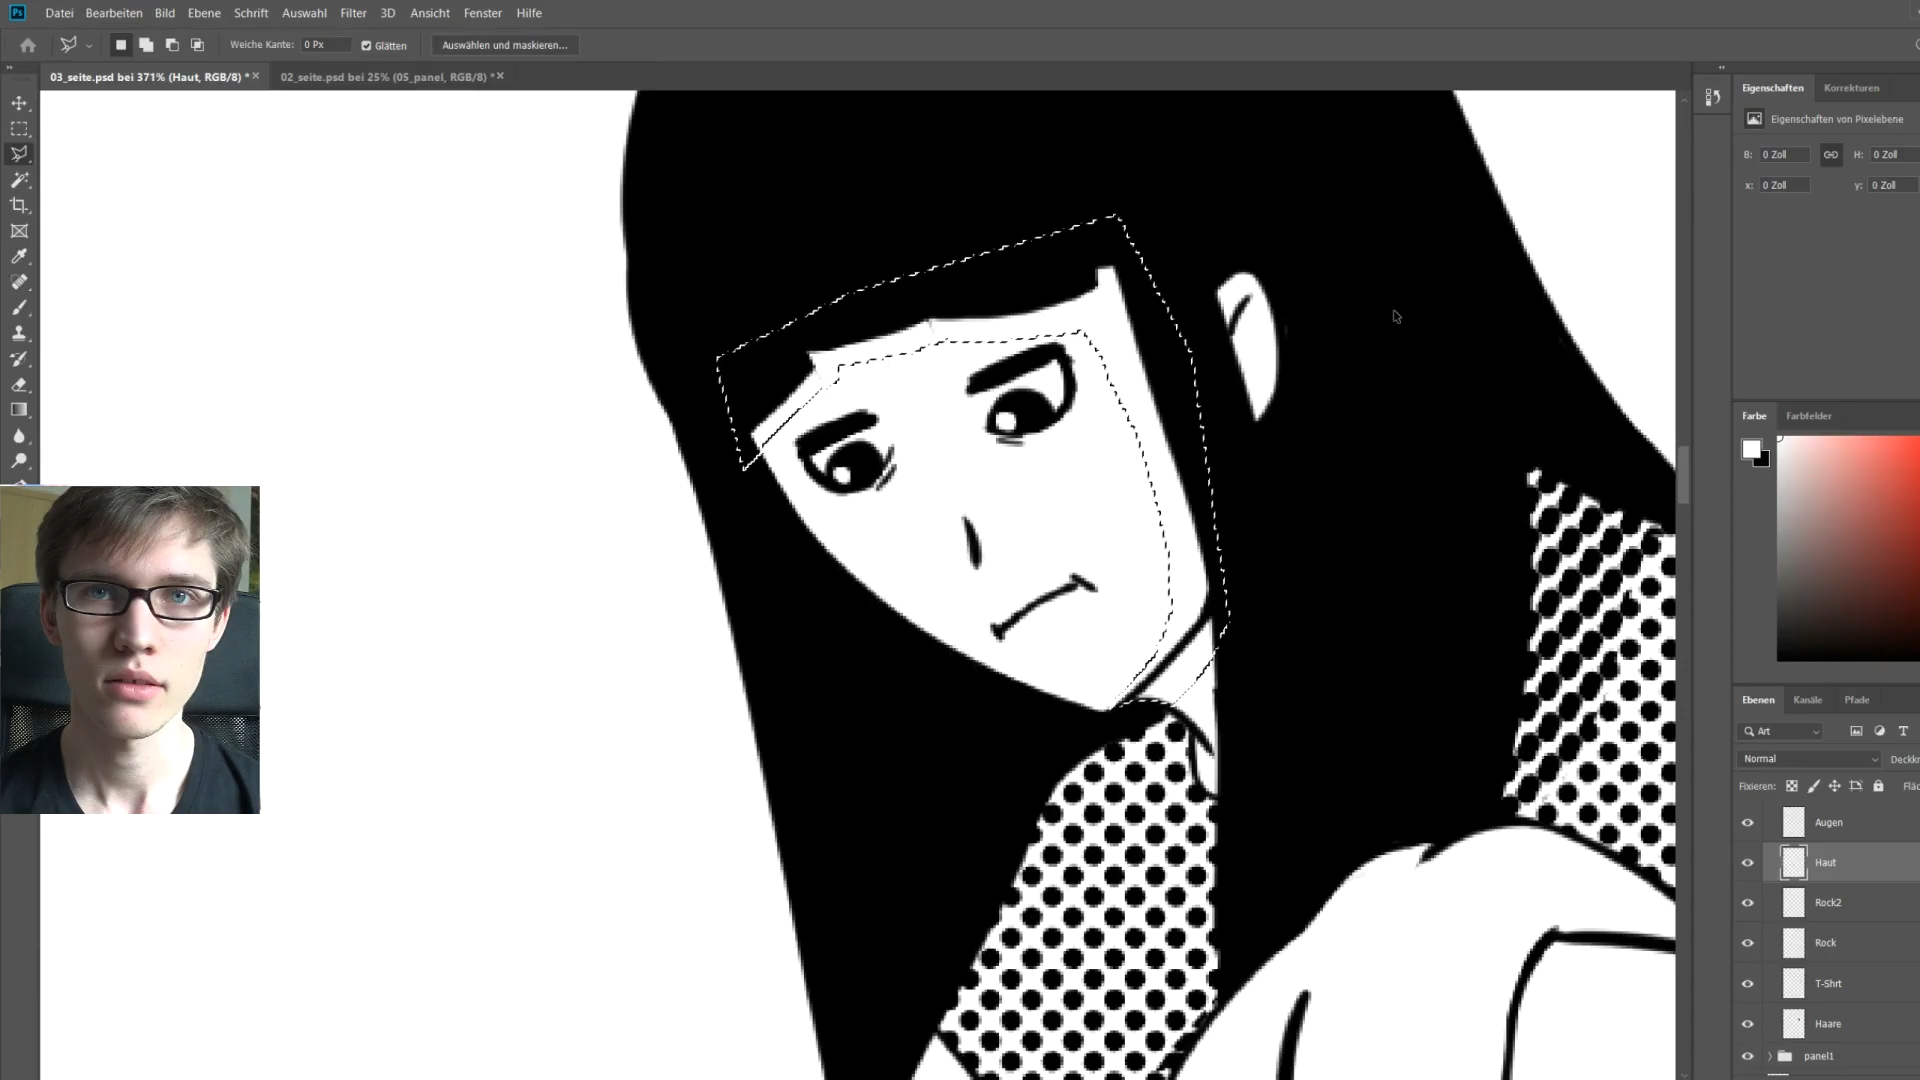 Ps Datei Bearbeiten Bild Ebene Schrift Auswahl Filter 3D Ansicht Fenster Hilfe
Weiche Kante: 0 Px Glätten Auswählen und maskieren...
03_seite.psd bei 371% (Haut, RGB/8) * 02_seite.psd bei 25% (05_panel, RGB/8) *
Eigenschaften Korrekturen
Eigenschaften von Pixelebene
B: 0 Zoll H: 0 Zoll
x: 0 Zoll y: 0 Zoll
Farbe Farbfelder
Ebenen Kanäle Pfade
Art
Normal Deckkr
Fixieren: Fläc
Augen
Haut
Rock2
Rock
T-Shrt
Haare
panel1